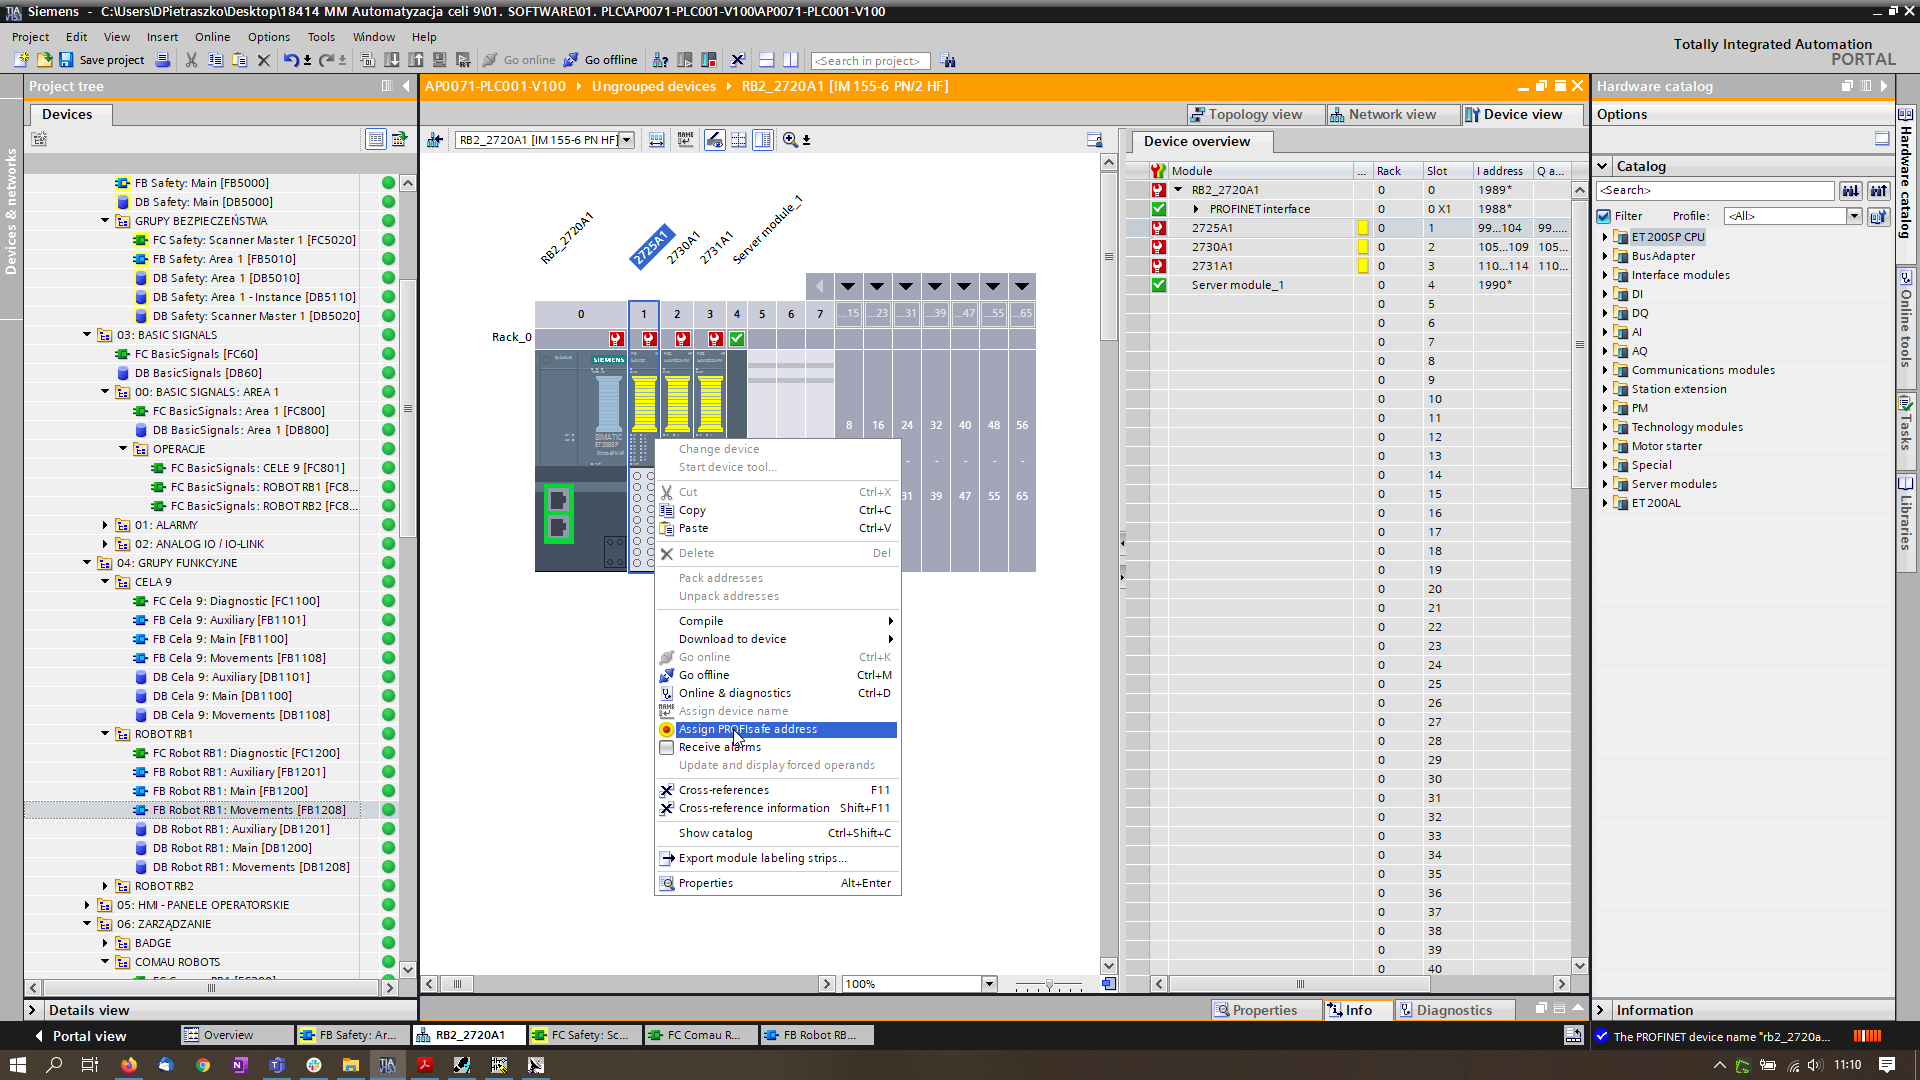 Siemens - C:\Users\DPietraszko\Desktop\18414 MM Automatyzacja celi 9\01. SOFTWARE\01. PLC\AP0071-PLC001-V100\AP0071-PLC001-V100
Project Edit View Insert Online Options Tools Window Help
Totally Integrated Automation
PORTAL
Save project Go online Go offline <Search in project>
Project tree
AP0071-PLC001-V100 Ungrouped devices RB2_2720A1 [IM 155-6 PN/2 HF]
Hardware catalog
Devices
Topology view Network view Device view
Options
RB2_2720A1 [IM 155-6 PN HF]
Device overview
Catalog
<Search>
Filter Profile: <All>
Devices & networks
FB Safety: Main [FB5000]
DB Safety: Main [DB5000]
GRUPY BEZPIECZEŃSTWA
FC Safety: Scanner Master 1 [FC5020]
FB Safety: Area 1 [FB5010]
DB Safety: Area 1 [DB5010]
DB Safety: Area 1 - Instance [DB5110]
DB Safety: Scanner Master 1 [DB5020]
03: BASIC SIGNALS
FC BasicSignals [FC60]
DB BasicSignals [DB60]
00: BASIC SIGNALS: AREA 1
FC BasicSignals: Area 1 [FC800]
DB BasicSignals: Area 1 [DB800]
OPERACJE
FC BasicSignals: CELE 9 [FC801]
FC BasicSignals: ROBOT RB1 [FC8...
FC BasicSignals: ROBOT RB2 [FC8...
01: ALARMY
02: ANALOG IO / IO-LINK
04: GRUPY FUNKCYJNE
CELA 9
FC Cela 9: Diagnostic [FC1100]
FB Cela 9: Auxiliary [FB1101]
FB Cela 9: Main [FB1100]
FB Cela 9: Movements [FB1108]
DB Cela 9: Auxiliary [DB1101]
DB Cela 9: Main [DB1100]
DB Cela 9: Movements [DB1108]
ROBOT RB1
FC Robot RB1: Diagnostic [FC1200]
FB Robot RB1: Auxiliary [FB1201]
FB Robot RB1: Main [FB1200]
FB Robot RB1: Movements [FB1208]
DB Robot RB1: Auxiliary [DB1201]
DB Robot RB1: Main [DB1200]
DB Robot RB1: Movements [DB1208]
ROBOT RB2
05: HMI - PANELE OPERATORSKIE
06: ZARZĄDZANIE
BADGE
COMAU ROBOTS
RB2_2720A1 2725A1 2730A1 2731A1 Server module_1
0 1 2 3 4 5 6 7 ...15 ...23 ...31 ...39 ...47 ...55 ...65
Rack_0
SIEMENS
SIMATIC
ET 200SP
8 16 24 32 40 48 56
- - - - -
31 39 47 55 65
Change device
Start device tool...
Cut Ctrl+X
Copy Ctrl+C
Paste Ctrl+V
Delete Del
Pack addresses
Unpack addresses
Compile
Download to device
Go online Ctrl+K
Go offline Ctrl+M
Online & diagnostics Ctrl+D
Assign device name
Assign PROFIsafe address
Receive alarms
Update and display forced operands
Cross-references F11
Cross-reference information Shift+F11
Show catalog Ctrl+Shift+C
Export module labeling strips...
Properties Alt+Enter
Module ... Rack Slot I address Q a...
RB2_2720A1 0 0 1989*
PROFINET interface 0 0 X1 1988*
2725A1 0 1 99...104 99.....
2730A1 0 2 105...109 105...
2731A1 0 3 110...114 110...
Server module_1 0 4 1990*
0 5
0 6
0 7
0 8
0 9
0 10
0 11
0 12
0 13
0 14
0 15
0 16
0 17
0 18
0 19
0 20
0 21
0 22
0 23
0 24
0 25
0 26
0 27
0 28
0 29
0 30
0 31
0 32
0 33
0 34
0 35
0 36
0 37
0 38
0 39
0 40
ET 200SP CPU
BusAdapter
Interface modules
DI
DQ
AI
AQ
Communications modules
Station extension
PM
Technology modules
Motor starter
Special
Server modules
ET 200AL
Hardware catalog
Online tools
Tasks
Libraries
100%
Details view
Properties Info Diagnostics
Information
Portal view Overview FB Safety: Ar... RB2_2720A1 FC Safety: Sc... FC Comau R... FB Robot RB...
The PROFINET device name "rb2_2720a...
11:10